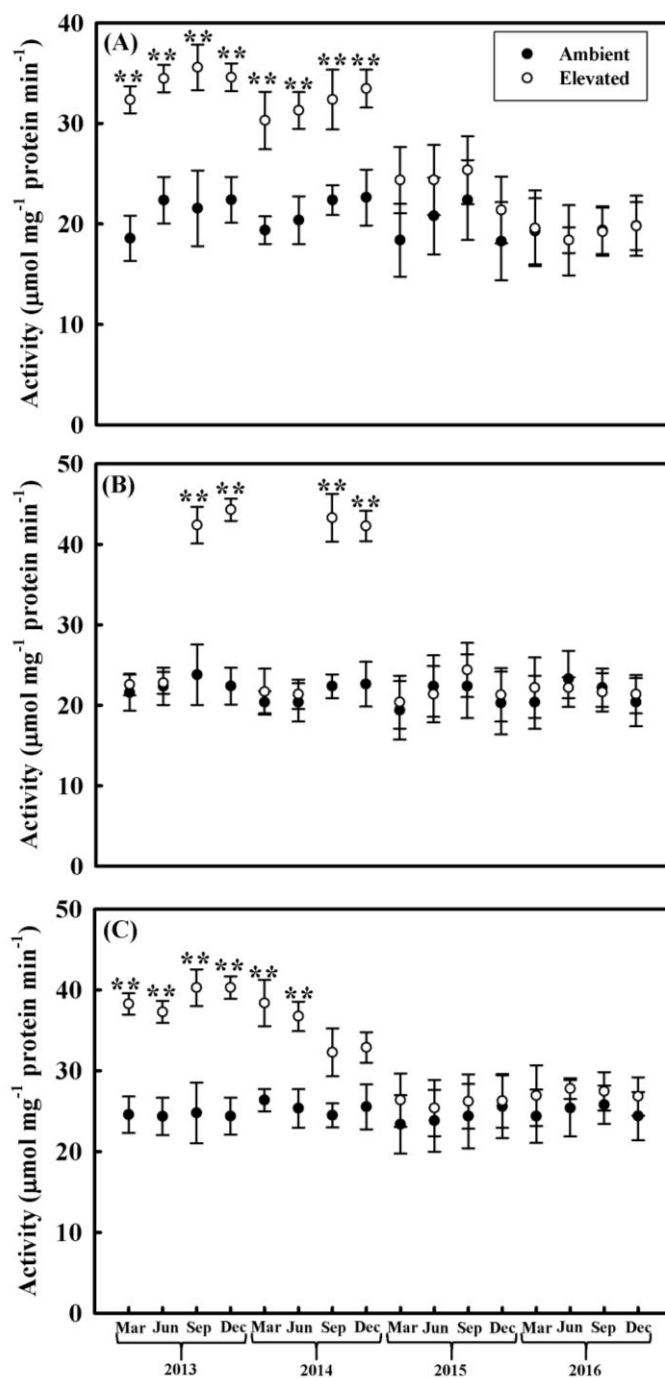 (A)
Ambient
Elevated
** ** ** ** ** ** ** **
40
30
20
10
0
Activity (µmol mg⁻¹ protein min⁻¹)
(B)
** ** ** **
50
40
30
20
10
0
Activity (µmol mg⁻¹ protein min⁻¹)
(C)
** ** ** ** ** **
50
40
30
20
10
0
Activity (µmol mg⁻¹ protein min⁻¹)
Mar Jun Sep Dec Mar Jun Sep Dec Mar Jun Sep Dec Mar Jun Sep Dec
2013 2014 2015 2016